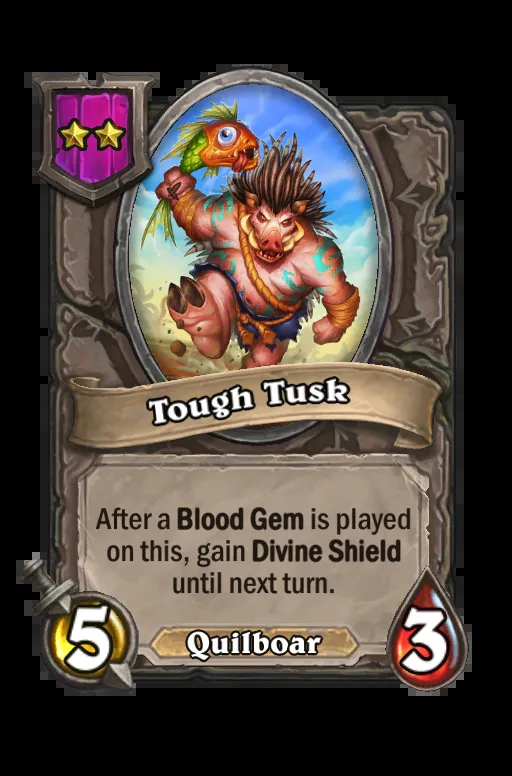 Tough Tusk
After a Blood Gem is played
on this, gain Divine Shield
until next turn.
5
Quilboar
3